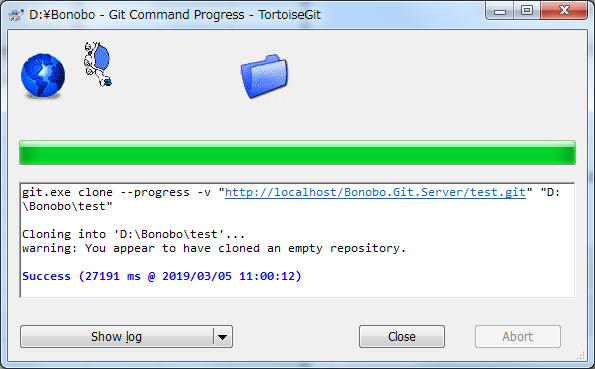 D:¥Bonobo - Git Command Progress - TortoiseGit
git.exe clone --progress -v "http://localhost/Bonobo.Git.Server/test.git" "D:
\Bonobo\test"
Cloning into 'D:\Bonobo\test'...
warning: You appear to have cloned an empty repository.
Success (27191 ms @ 2019/03/05 11:00:12)
Show log
Close
Abort